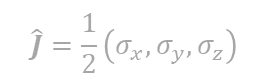 Ĵ = 1/2 (σ_x, σ_y, σ_z)